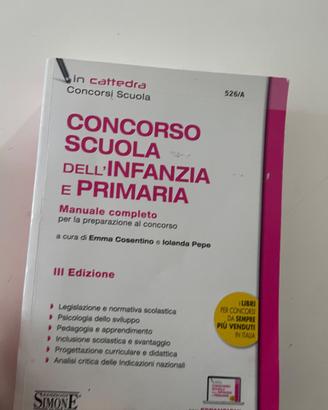 in cattedra
Concorsi Scuola
526/A
CONCORSO
SCUOLA
DELL'INFANZIA
E PRIMARIA
Manuale completo
per la preparazione al concorso
a cura di Emma Cosentino e Iolanda Pepe
III Edizione
Legislazione e normativa scolastica
Psicologia dello sviluppo
Pedagogia e apprendimento
Inclusione scolastica e svantaggio
Progettazione curriculare e didattica
Analisi critica delle Indicazioni nazionali
I LIBRI
PER CONCORSI
DA SEMPRE
PIÙ VENDUTI
IN ITALIA
CONCORSO
SCUOLA
SIMONE